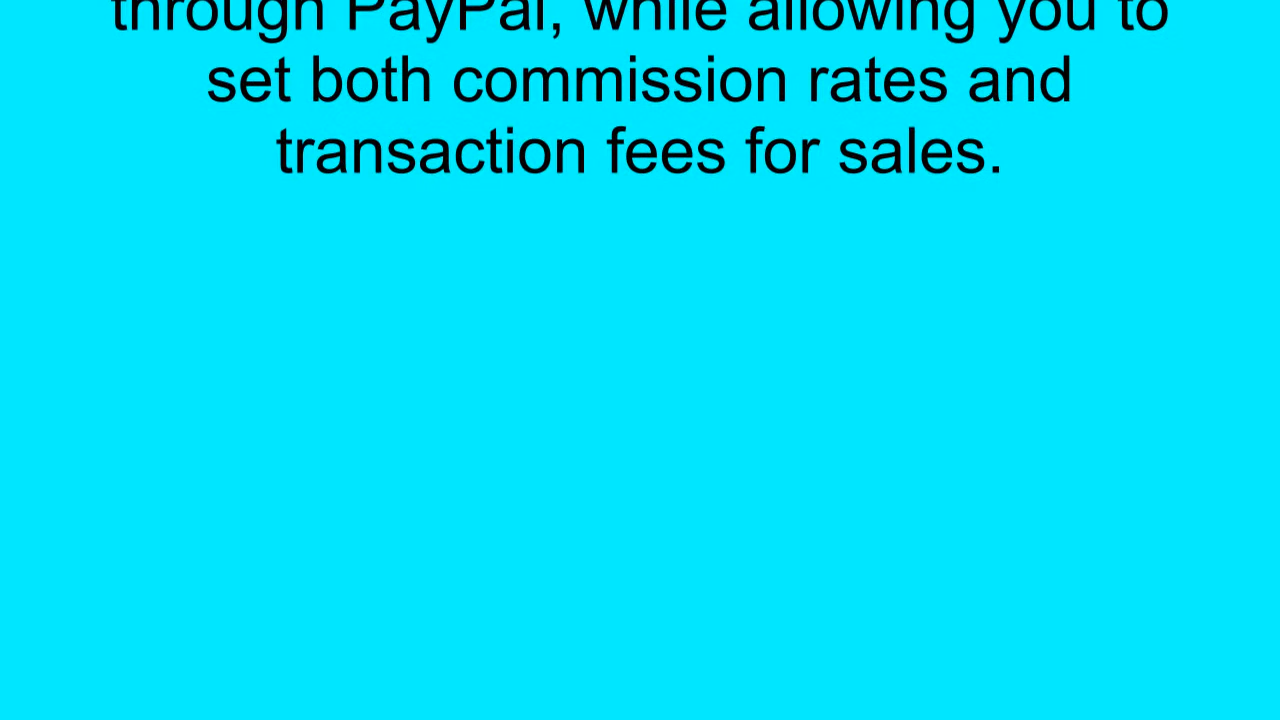 through PayPal, while allowing you to
set both commission rates and
transaction fees for sales.